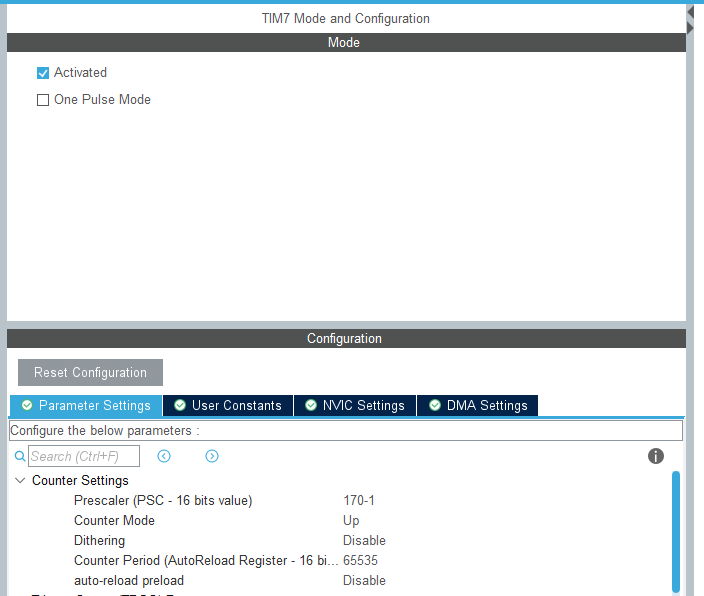 TIM7 Mode and Configuration
Mode
Activated
One Pulse Mode
Configuration
Reset Configuration
Parameter Settings User Constants NVIC Settings DMA Settings
Configure the below parameters :
Search (Ctrl+F)
Counter Settings
Prescaler (PSC - 16 bits value) 170-1
Counter Mode Up
Dithering Disable
Counter Period (AutoReload Register - 16 bi... 65535
auto-reload preload Disable